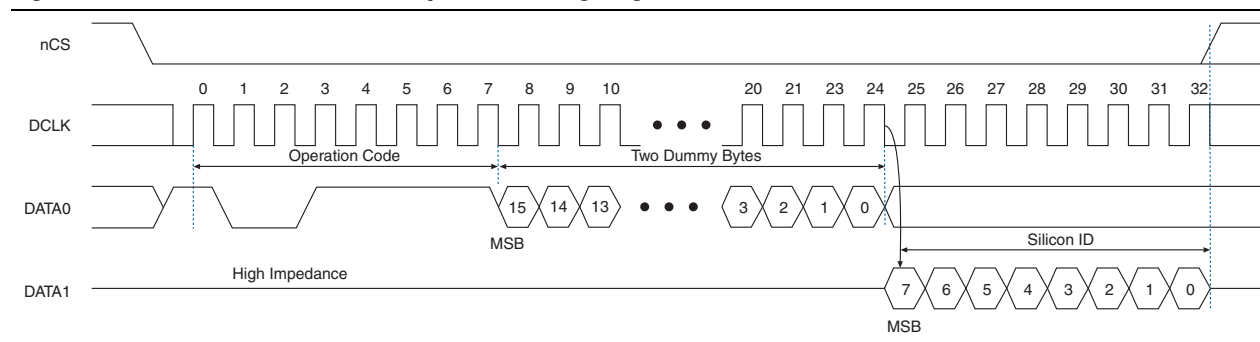 nCS
0 1 2 3 4 5 6 7 8 9 10 20 21 23 24 25 26 27 28 29 30 31 32
DCLK
Operation Code Two Dummy Bytes
DATA0 15 14 13 3 2 1 0
MSB Silicon ID
High Impedance
DATA1 7 6 5 4 3 2 1 0
MSB